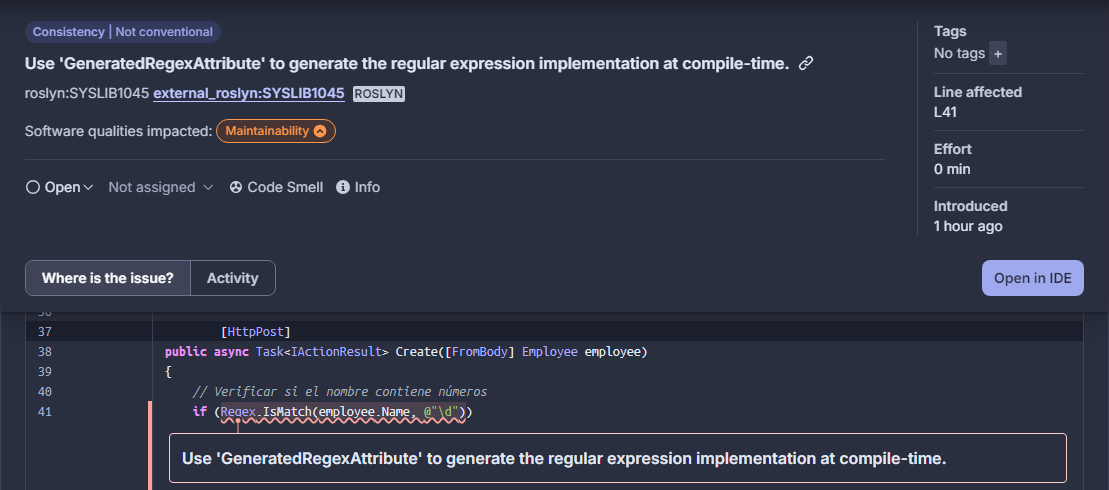 Consistency | Not conventional
Use 'GeneratedRegexAttribute' to generate the regular expression implementation at compile-time.
roslyn:SYSLIB1045 external_roslyn:SYSLIB1045 ROSLYN
Software qualities impacted: Maintainability
Open Not assigned Code Smell Info
Tags
No tags +
Line affected
L41
Effort
0 min
Introduced
1 hour ago
Where is the issue? Activity
Open in IDE
36
37 [HttpPost]
38 public async Task<IActionResult> Create([FromBody] Employee employee)
39 {
40 // Verificar si el nombre contiene números
41 if (Regex.IsMatch(employee.Name, @"\d"))
Use 'GeneratedRegexAttribute' to generate the regular expression implementation at compile-time.